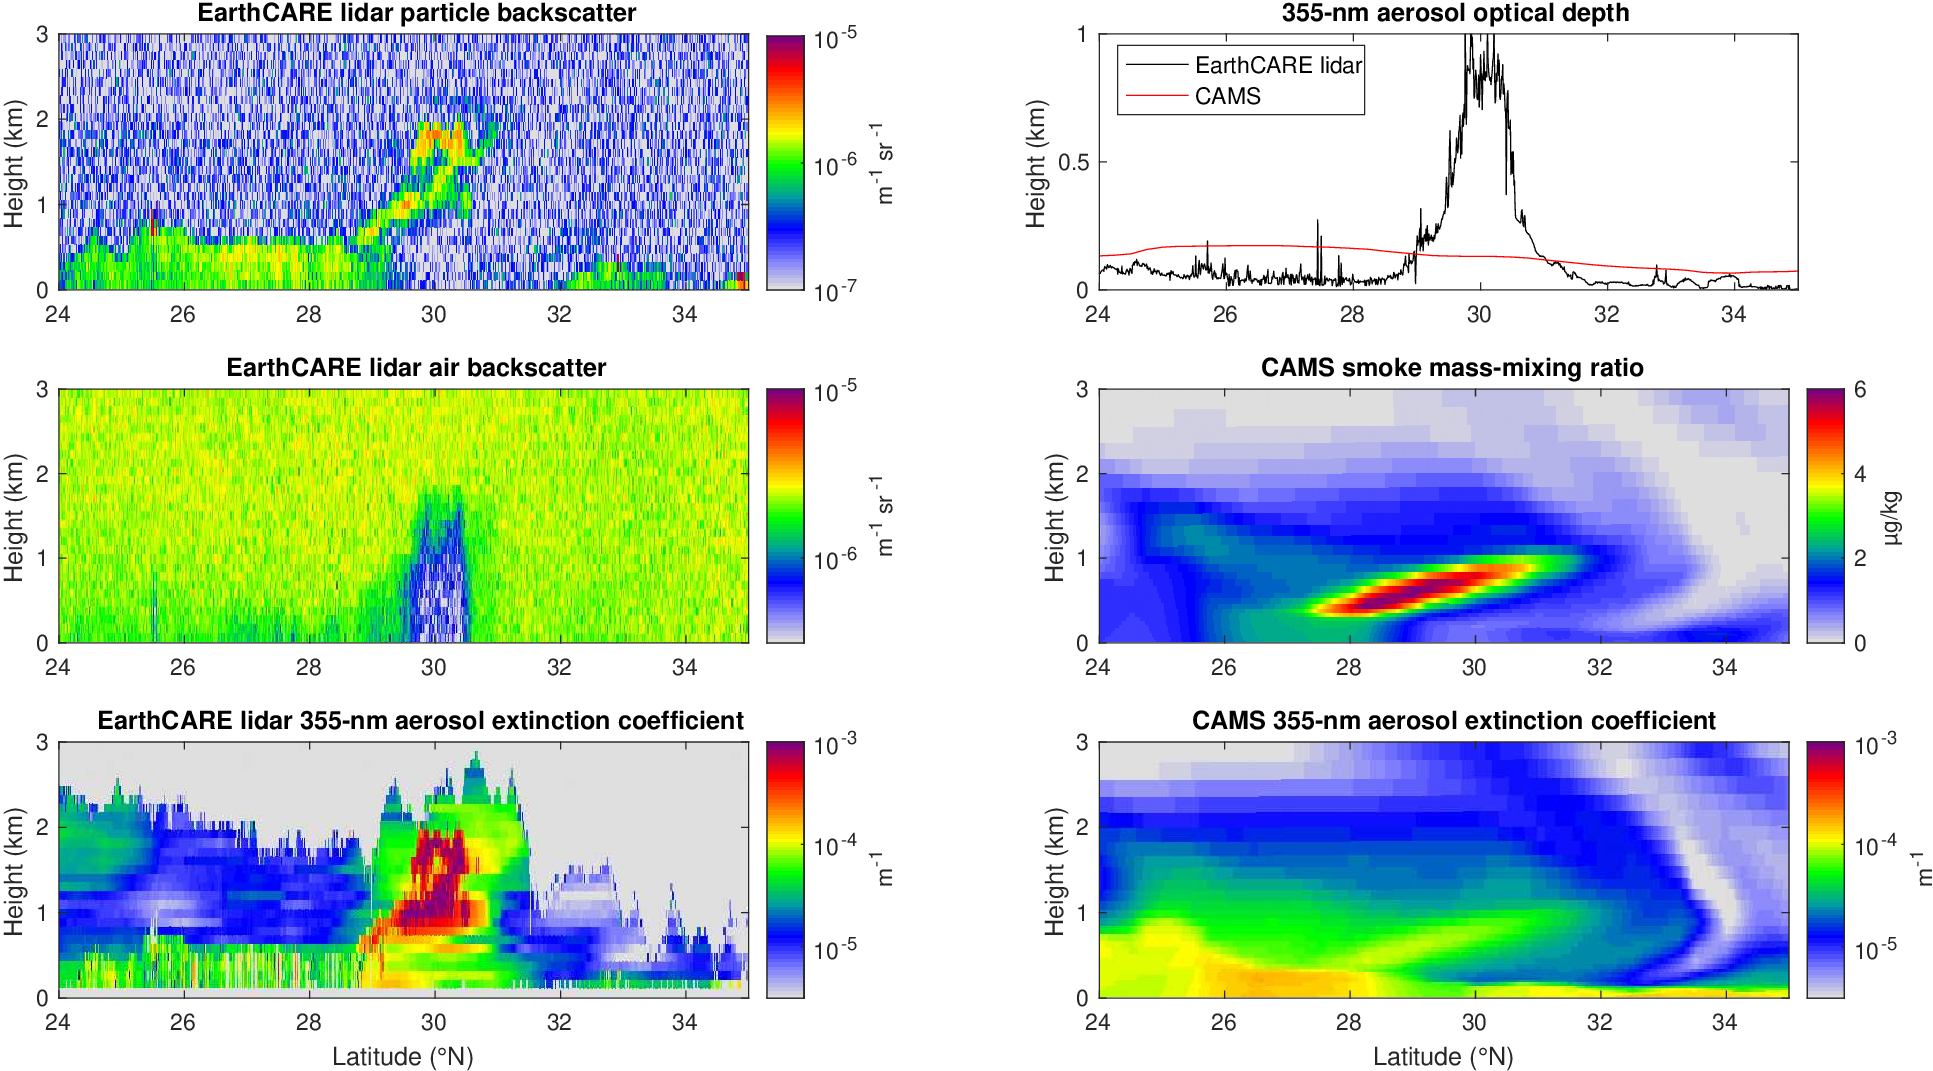 EarthCARE lidar particle backscatter
3
2
1
0
Height (km)
24 26 28 30 32 34
10-5
10-6
10-7
m-1 sr-1
355-nm aerosol optical depth
EarthCARE lidar
CAMS
1
0.5
0
Height (km)
24 26 28 30 32 34
EarthCARE lidar air backscatter
3
2
1
0
Height (km)
24 26 28 30 32 34
10-5
10-6
m-1 sr-1
CAMS smoke mass-mixing ratio
3
2
1
0
Height (km)
24 26 28 30 32 34
6
4
2
0
µg/kg
EarthCARE lidar 355-nm aerosol extinction coefficient
3
2
1
0
Height (km)
24 26 28 30 32 34
Latitude (°N)
10-3
10-4
10-5
m-1
CAMS 355-nm aerosol extinction coefficient
3
2
1
0
Height (km)
24 26 28 30 32 34
Latitude (°N)
10-3
10-4
10-5
m-1